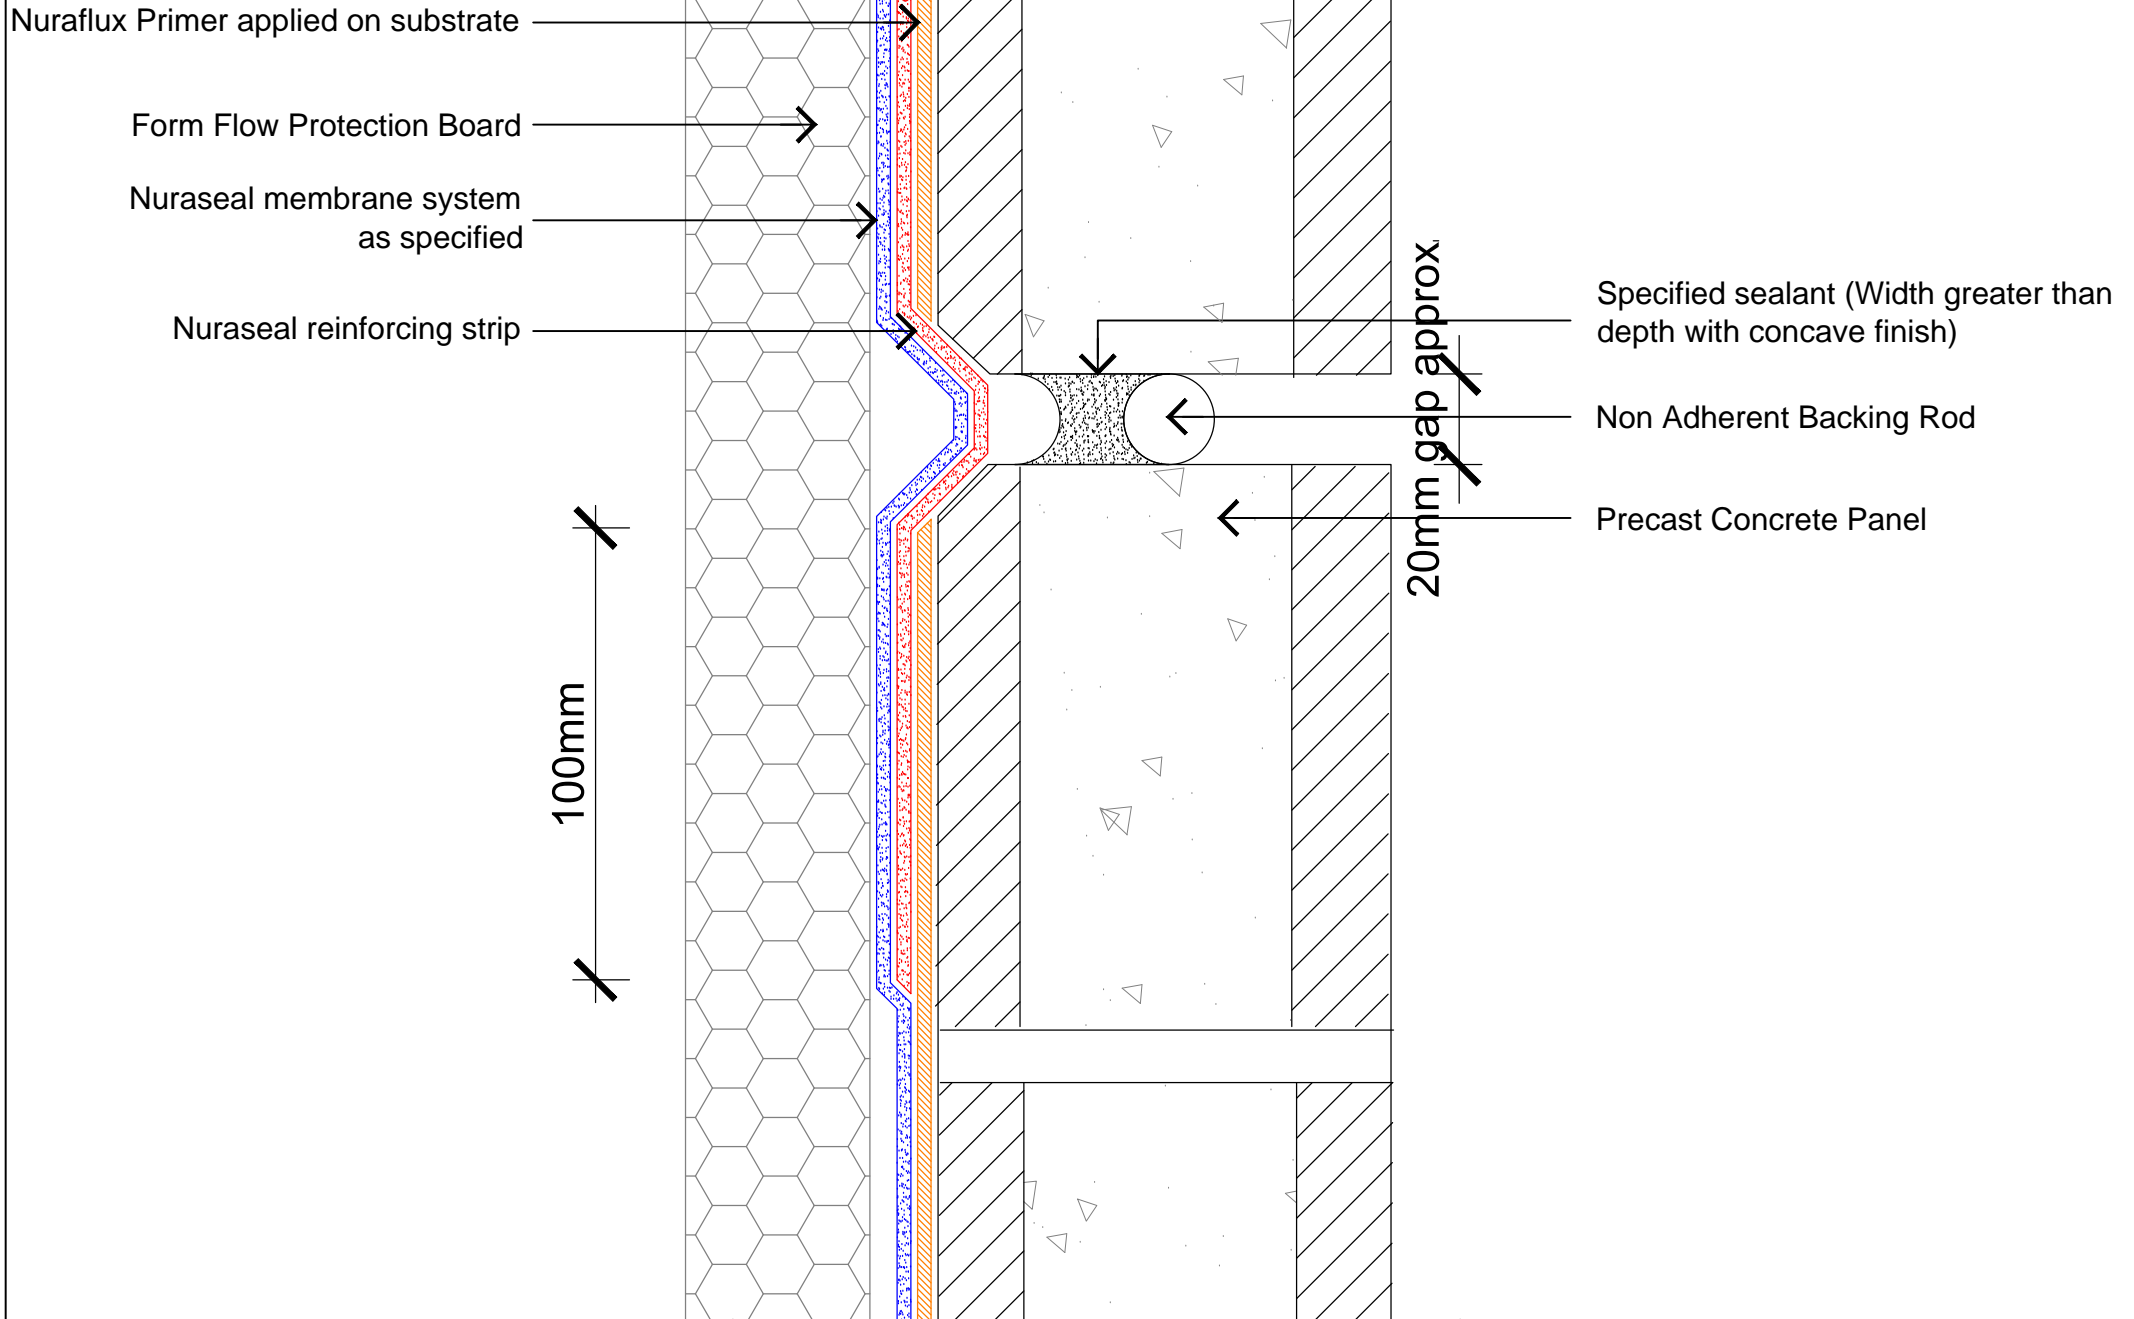 Nuraflux Primer applied on substrate
Form Flow Protection Board
Nuraseal membrane system
as specified
Nuraseal reinforcing strip
100mm
20mm gap approx
Specified sealant (Width greater than
depth with concave finish)
Non Adherent Backing Rod
Precast Concrete Panel